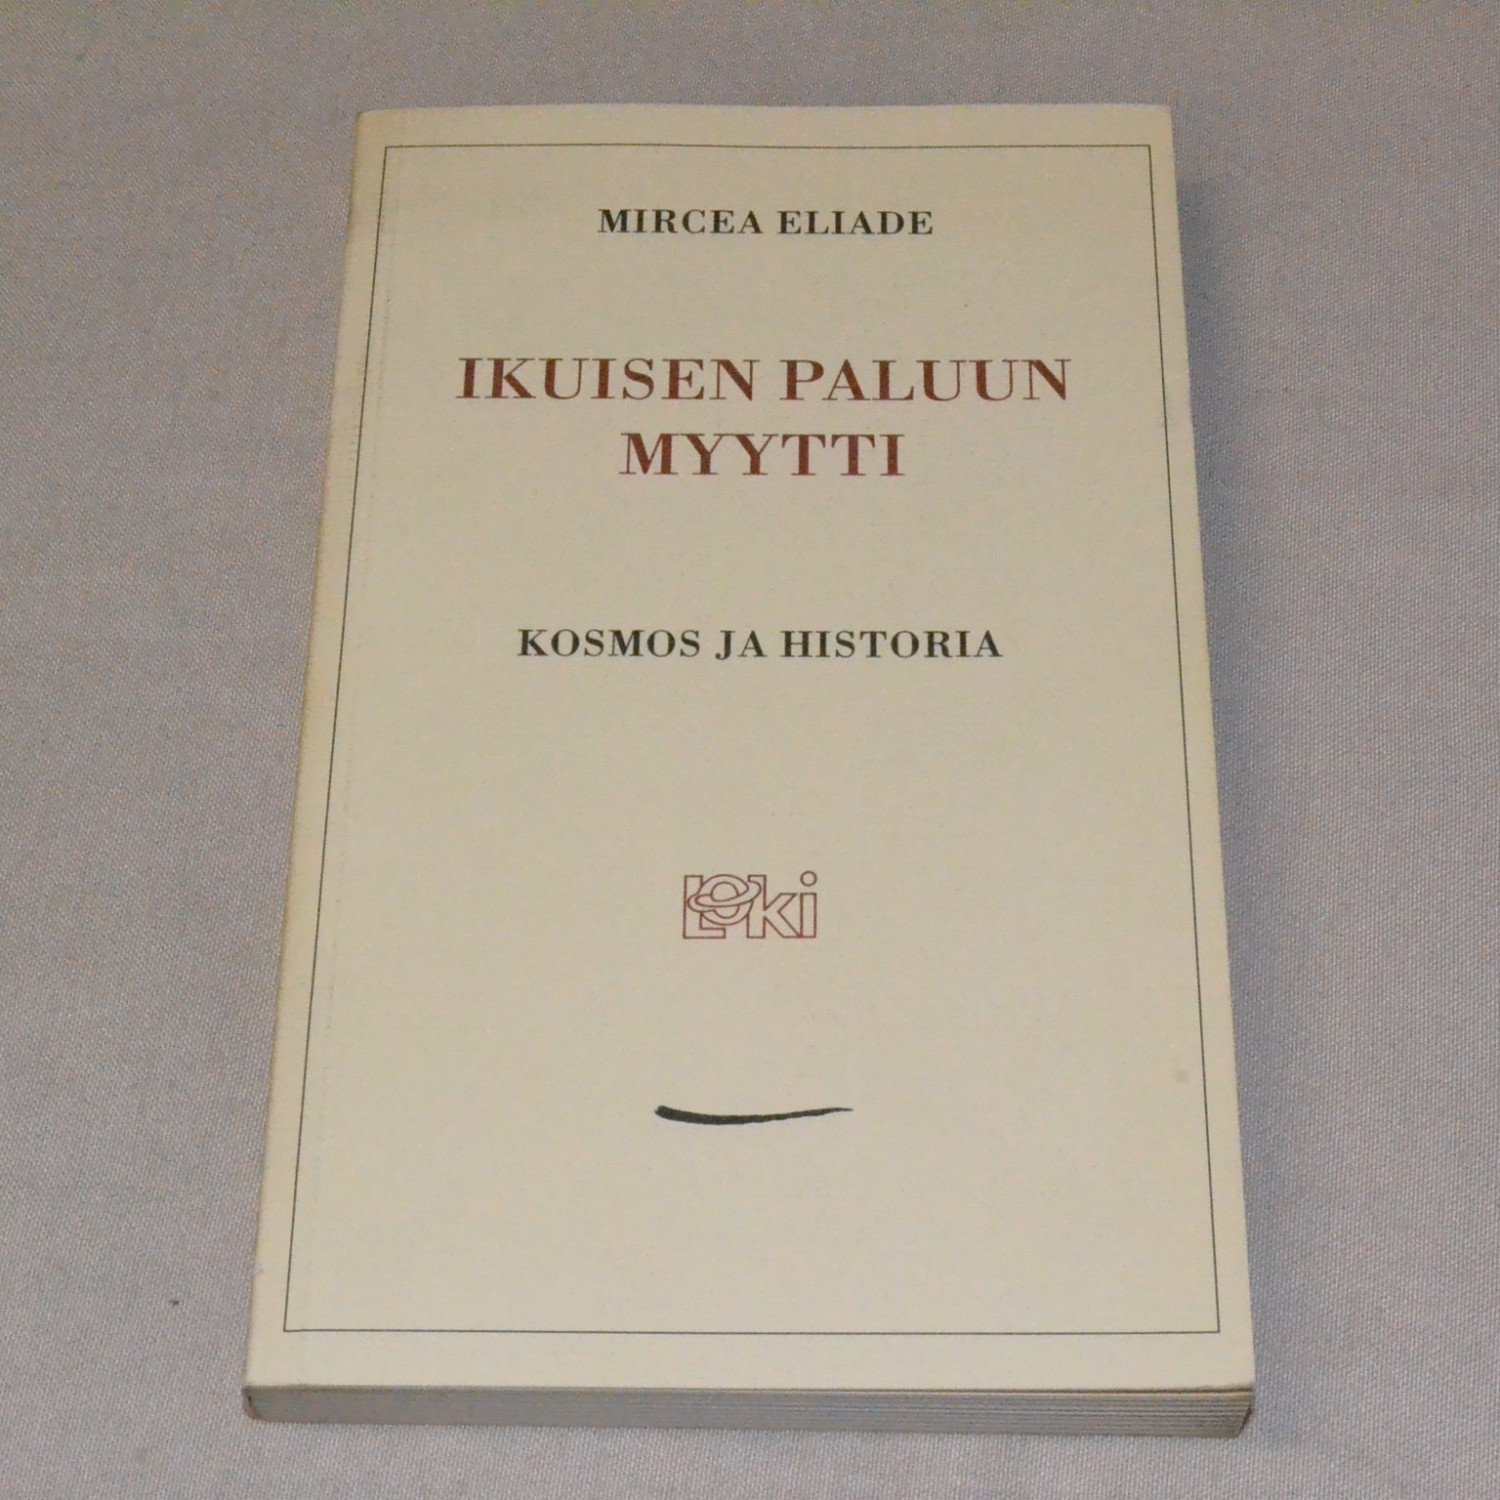 MIRCEA ELIADE
IKUISEN PALUUN
MYYTTI
KOSMOS JA HISTORIA
Loki